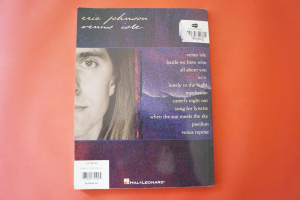 eric johnson
venus isle
venus isle
battle we have won
all about you
s.r.v.
lonely in the night
manhattan
camel's night out
song for lynette
when the sun meets the sky
pavilion
venus reprise
HAL•LEONARD